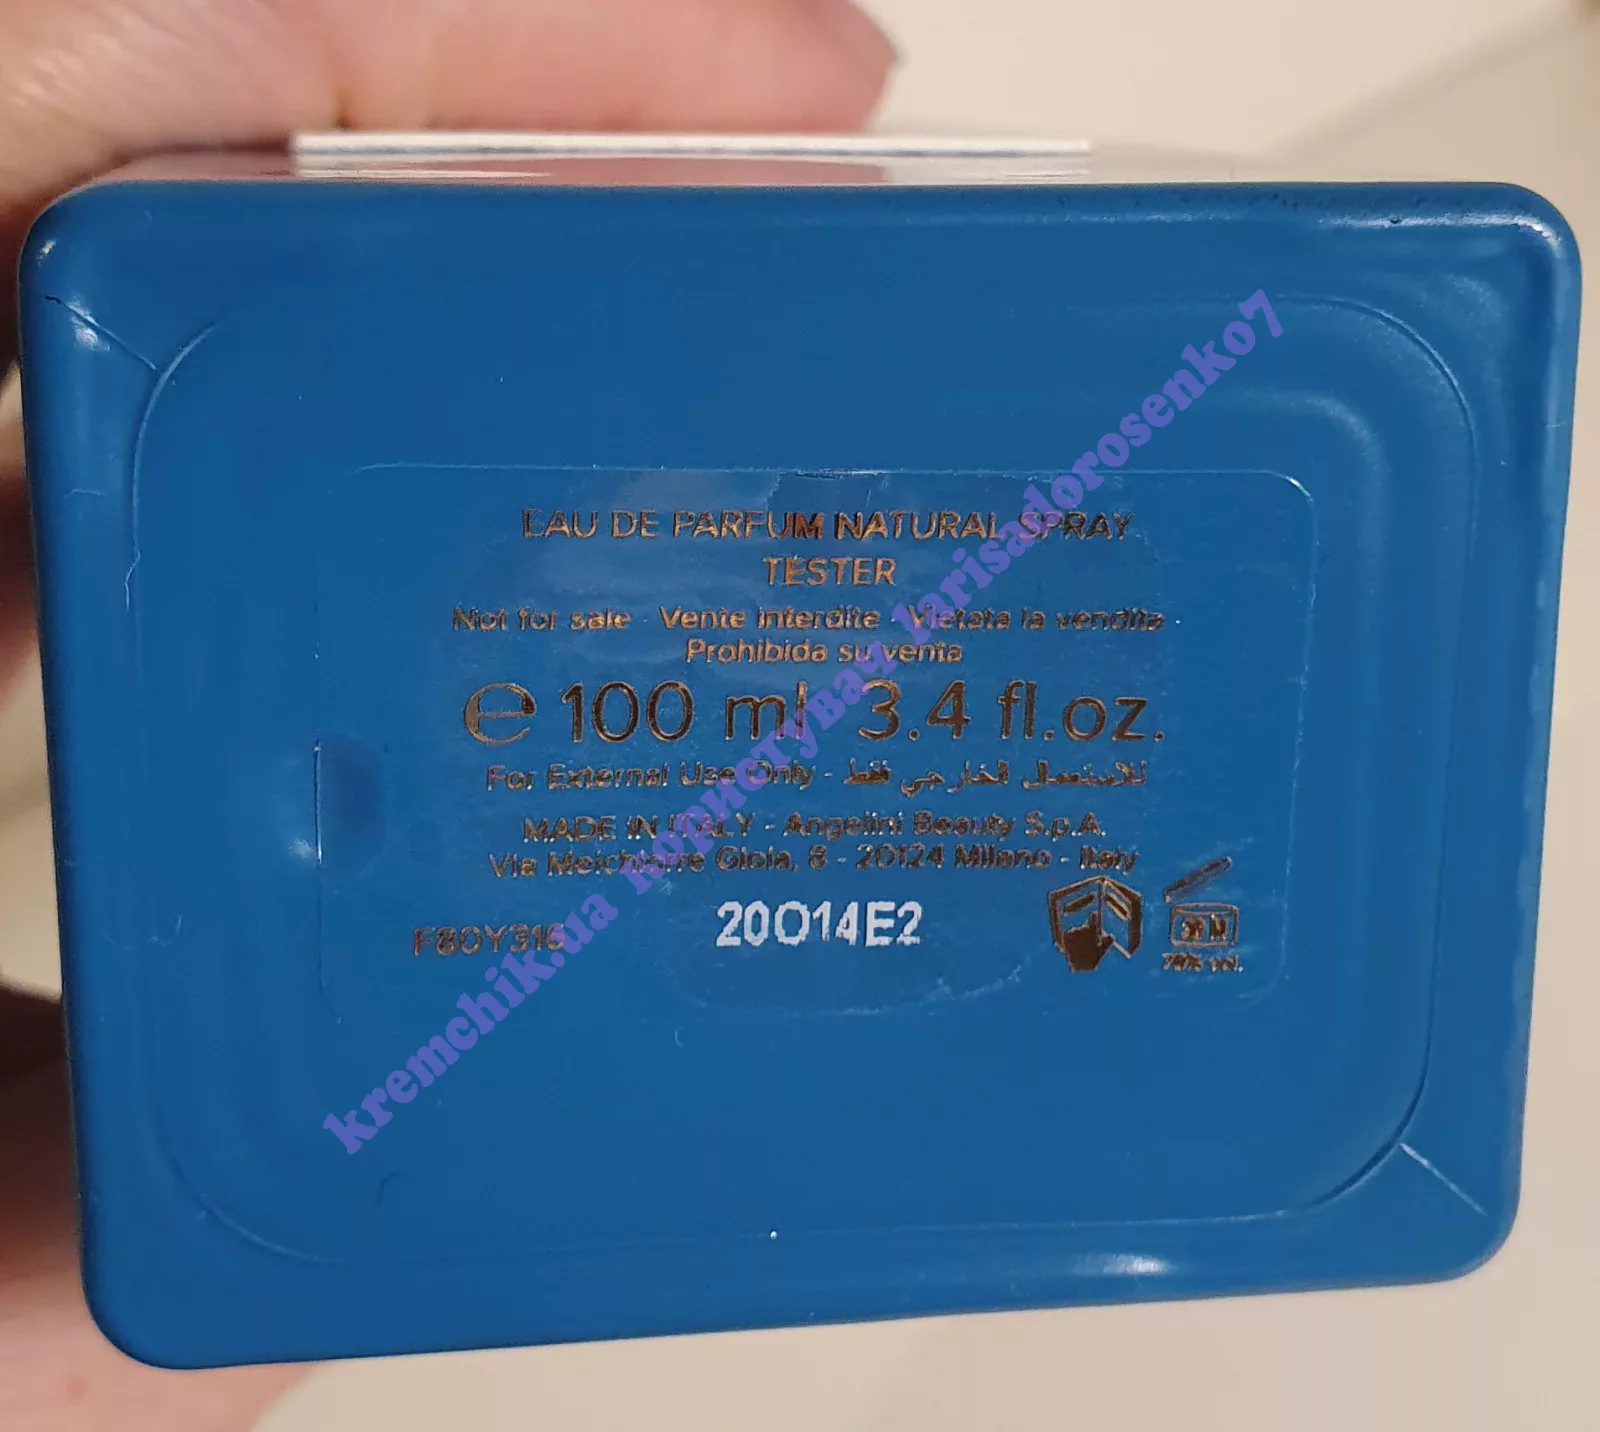 EAU DE PARFUM NATURAL SPRAY
TESTER
Not for sale · Vente interdite · Vietata la vendita ·
Prohibida su venta
℮ 100 ml 3.4 fl.oz.
For External Use Only - للاستعمال الخارجي فقط
MADE IN ITALY - Angelini Beauty S.p.A.
Via Melchiorre Gioia, 8 - 20124 Milano - Italy
F80Y316 20O14E2
kremchik.ua користувач larisadorosenko7